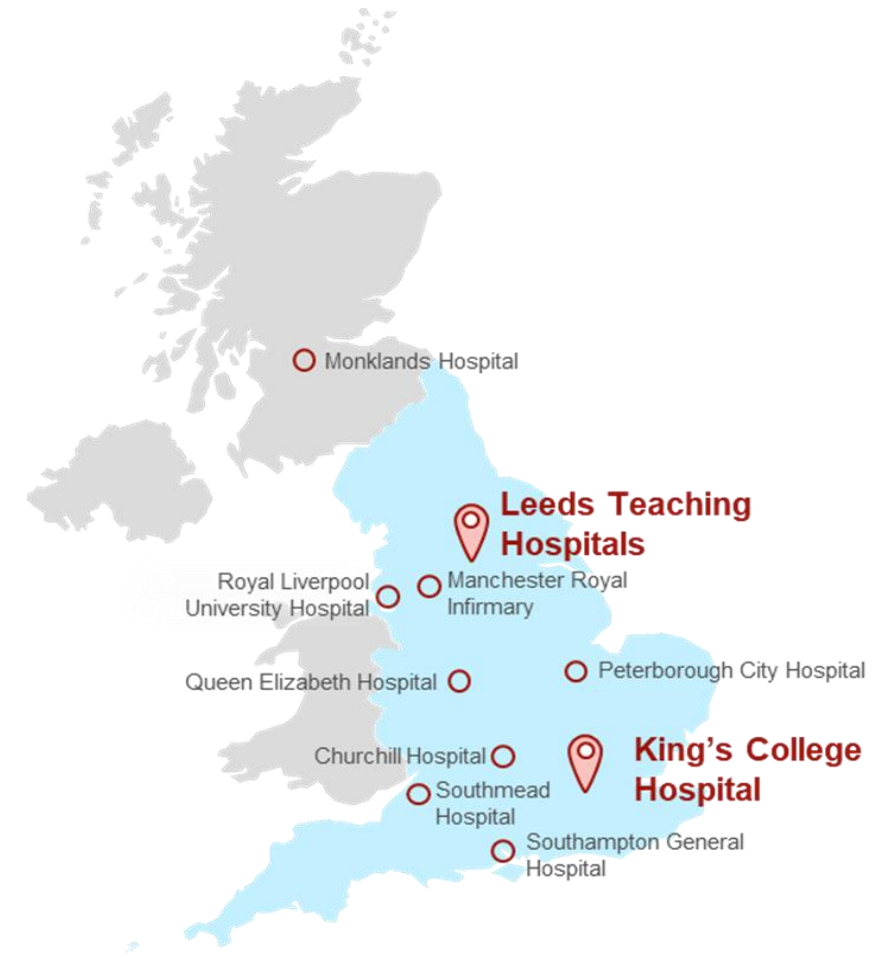 Monklands Hospital
Leeds Teaching
Hospitals
Royal Liverpool
University Hospital
Manchester Royal
Infirmary
Queen Elizabeth Hospital
Peterborough City Hospital
Churchill Hospital
King's College
Hospital
Southmead
Hospital
Southampton General
Hospital